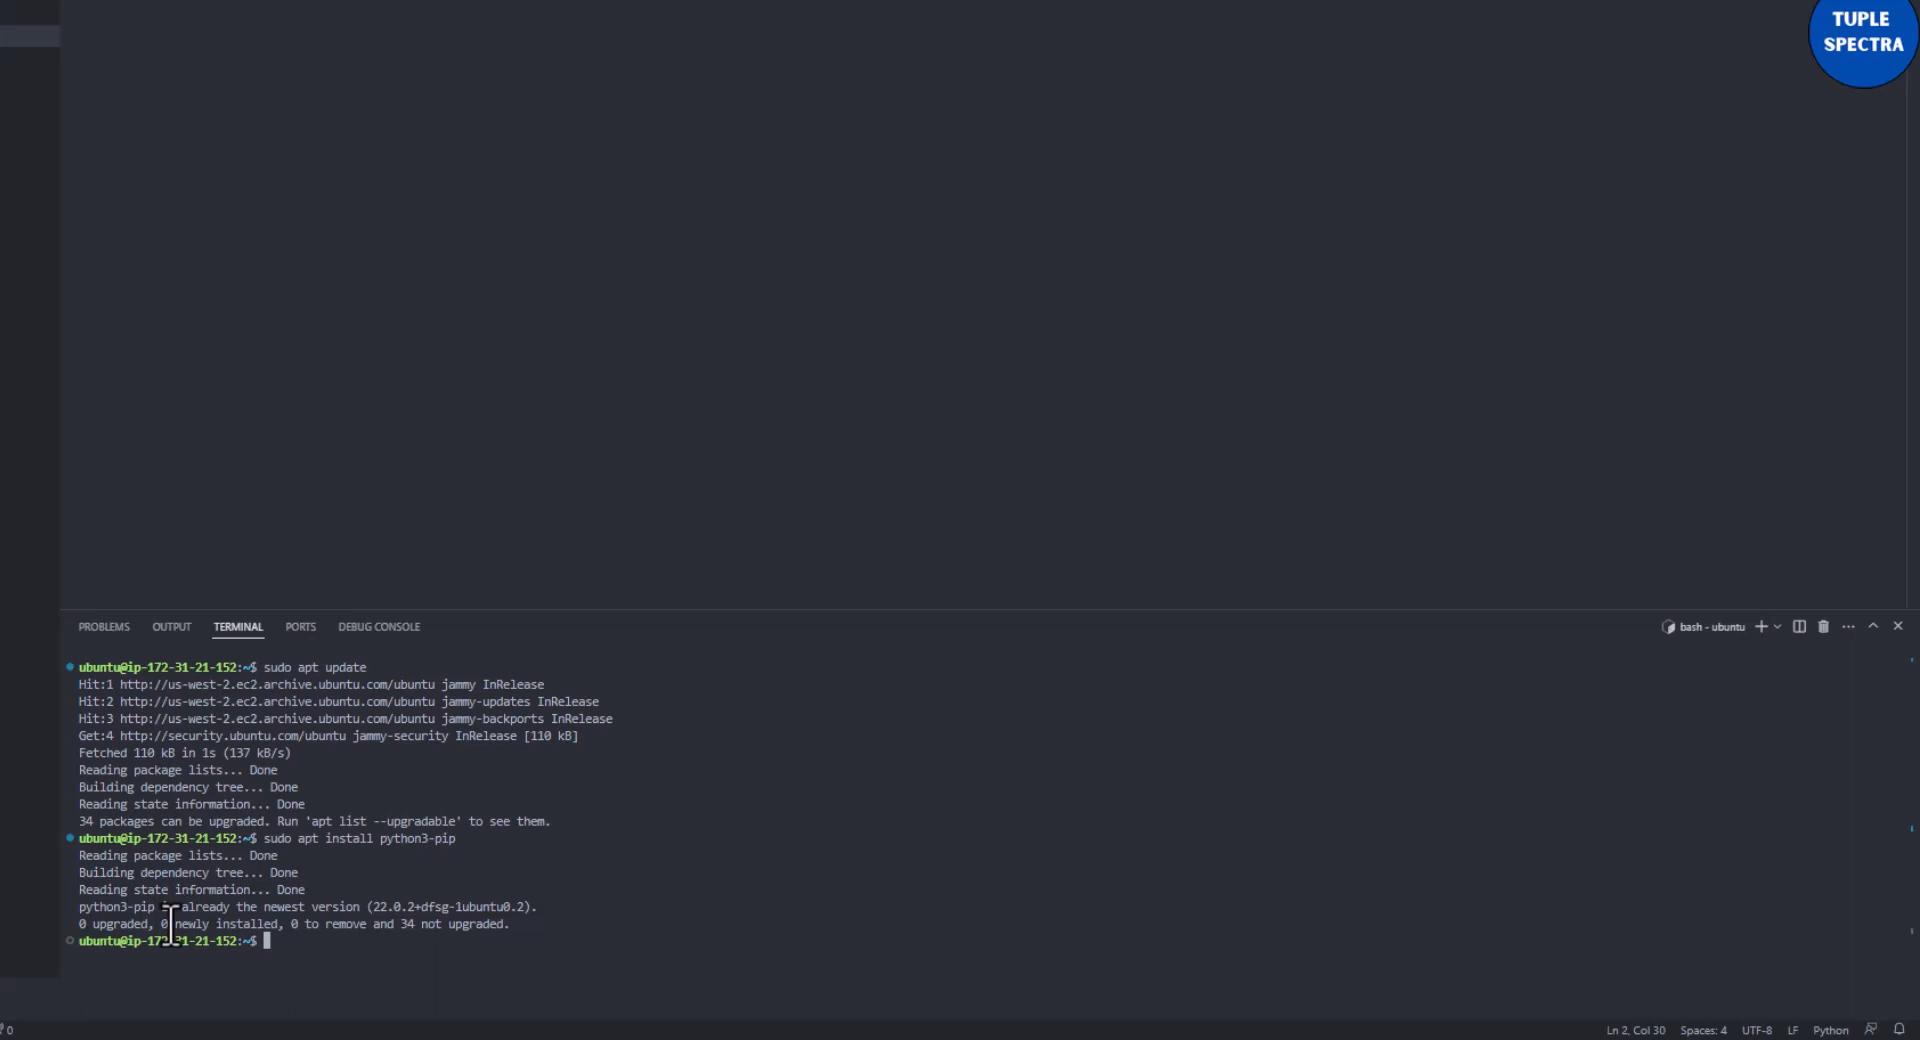 TUPLE
SPECTRA
PROBLEMS OUTPUT TERMINAL PORTS DEBUG CONSOLE
bash - ubuntu
ubuntu@ip-172-31-21-152:~$ sudo apt update
Hit:1 http://us-west-2.ec2.archive.ubuntu.com/ubuntu jammy InRelease
Hit:2 http://us-west-2.ec2.archive.ubuntu.com/ubuntu jammy-updates InRelease
Hit:3 http://us-west-2.ec2.archive.ubuntu.com/ubuntu jammy-backports InRelease
Get:4 http://security.ubuntu.com/ubuntu jammy-security InRelease [110 kB]
Fetched 110 kB in 1s (137 kB/s)
Reading package lists... Done
Building dependency tree... Done
Reading state information... Done
34 packages can be upgraded. Run 'apt list --upgradable' to see them.
ubuntu@ip-172-31-21-152:~$ sudo apt install python3-pip
Reading package lists... Done
Building dependency tree... Done
Reading state information... Done
python3-pip is already the newest version (22.0.2+dfsg-1ubuntu0.2).
0 upgraded, 0 newly installed, 0 to remove and 34 not upgraded.
ubuntu@ip-172-31-21-152:~$
0
Ln 2, Col 30 Spaces: 4 UTF-8 LF Python